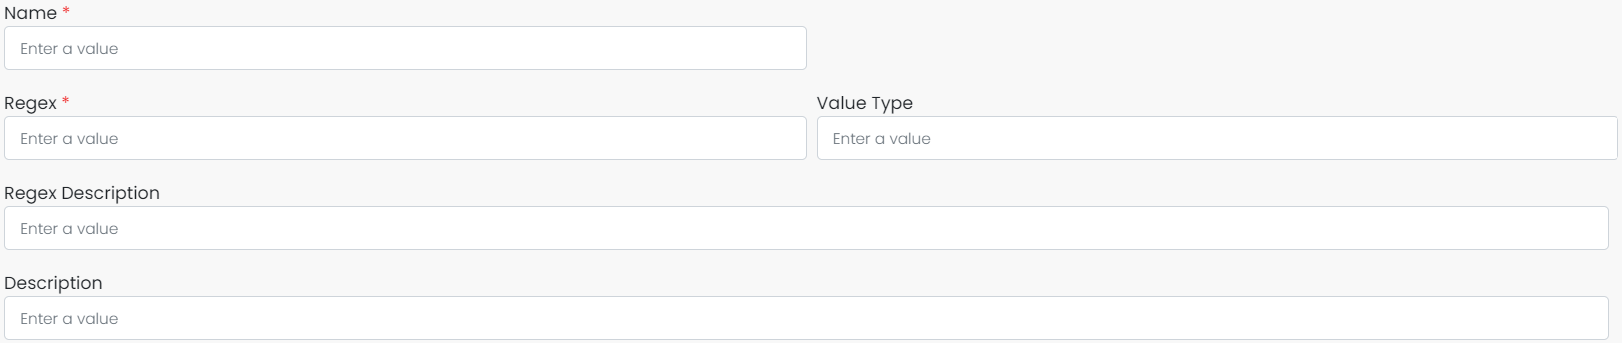 Name *
Enter a value
Regex * Value Type
Enter a value Enter a value
Regex Description
Enter a value
Description
Enter a value